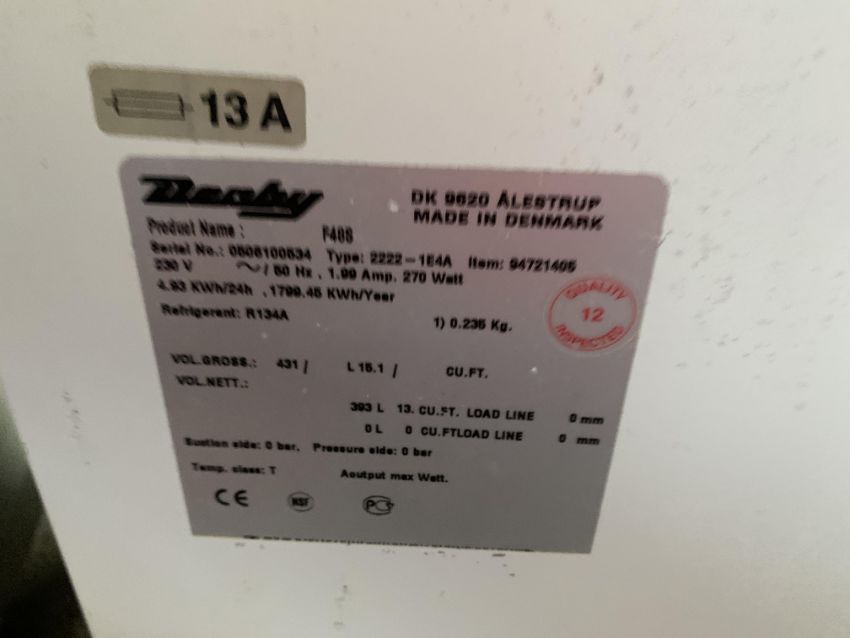 13 A
Derby
DK 9620 ÅLESTRUP
MADE IN DENMARK
Product Name : F40S
Serial No.: 0506100534 Type: 2222-1E4A Item: 94721405
230 V ~/ 50 Hz , 1.99 Amp. 270 Watt
4.93 KWh/24h ,1799.45 KWh/Year
Refrigerant: R134A 1) 0.235 Kg.
QUALITY
12
INSPECTED
VOL.GROSS.: 431 / L 15.1 / CU.FT.
VOL.NETT.:
393 L 13. CU.FT. LOAD LINE 0 mm
0 L 0 CU.FTLOAD LINE 0 mm
Suction side: 0 bar, Pressure side: 0 bar
Temp. class: T Aoutput max Watt.
CE NSF